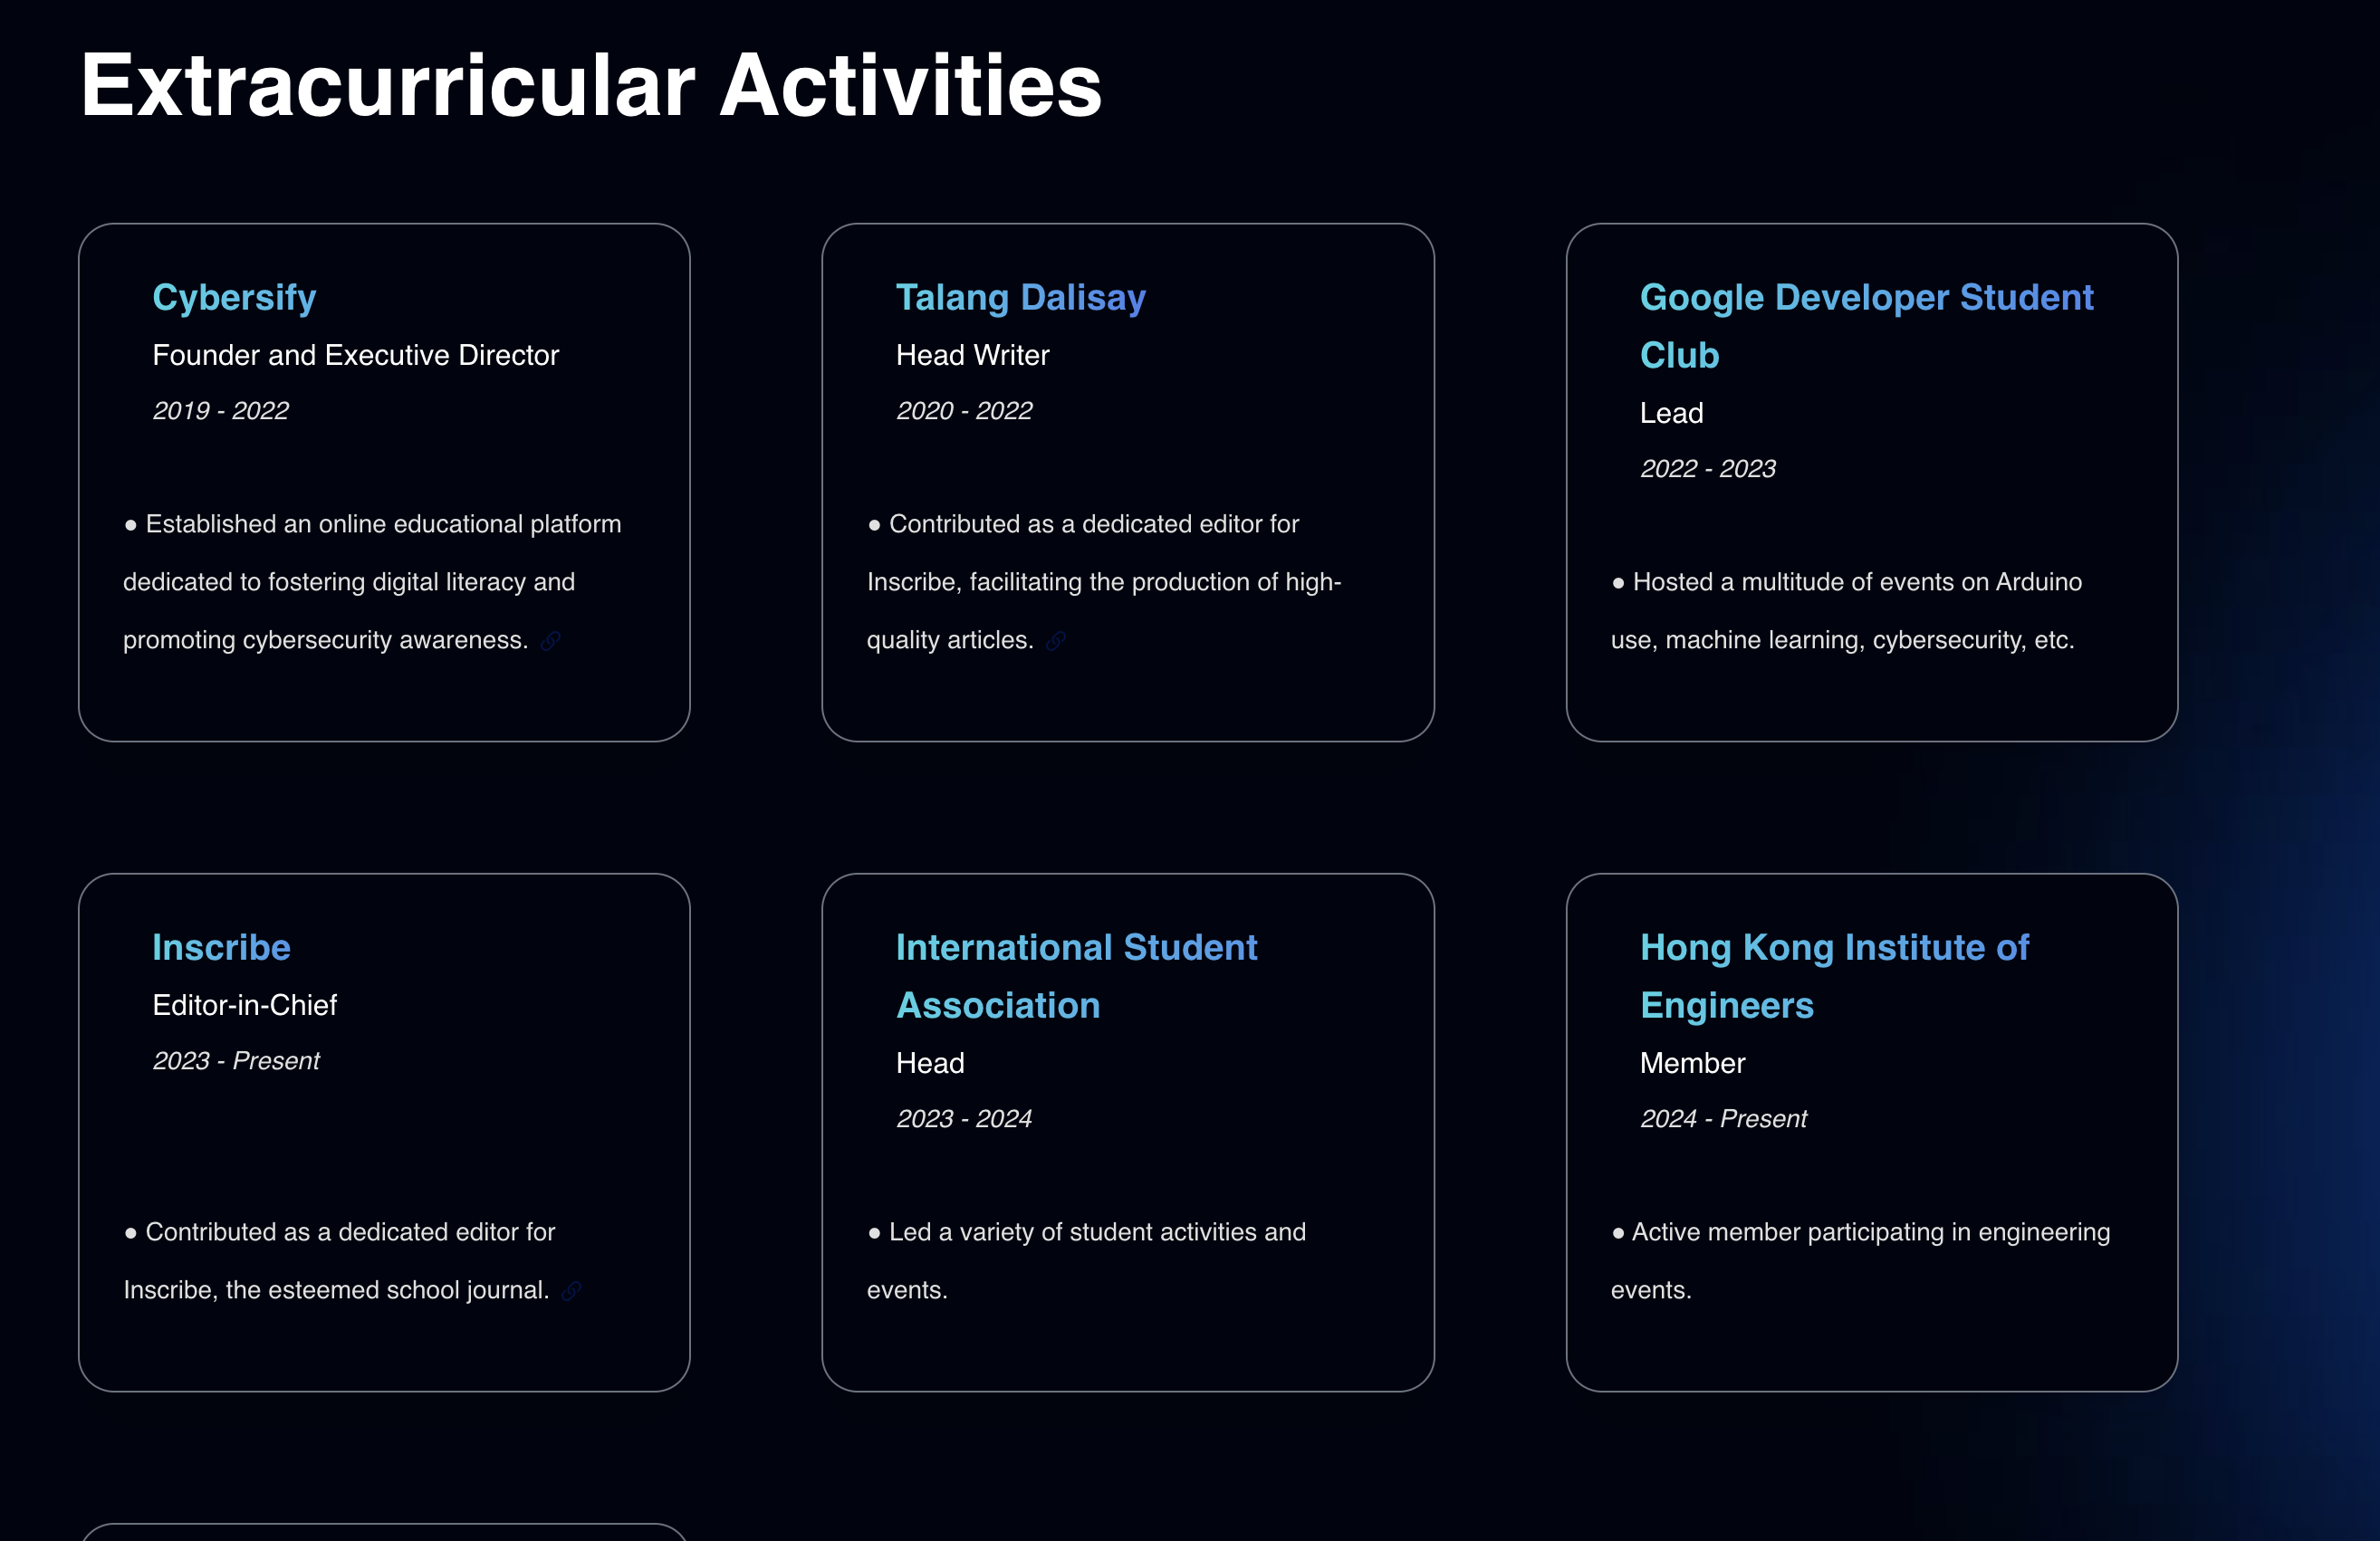 Extracurricular Activities
Cybersify
Founder and Executive Director
2019 - 2022
● Established an online educational platform
dedicated to fostering digital literacy and
promoting cybersecurity awareness.
Talang Dalisay
Head Writer
2020 - 2022
● Contributed as a dedicated editor for
Inscribe, facilitating the production of high-
quality articles.
Google Developer Student
Club
Lead
2022 - 2023
● Hosted a multitude of events on Arduino
use, machine learning, cybersecurity, etc.
Inscribe
Editor-in-Chief
2023 - Present
● Contributed as a dedicated editor for
Inscribe, the esteemed school journal.
International Student
Association
Head
2023 - 2024
● Led a variety of student activities and
events.
Hong Kong Institute of
Engineers
Member
2024 - Present
● Active member participating in engineering
events.